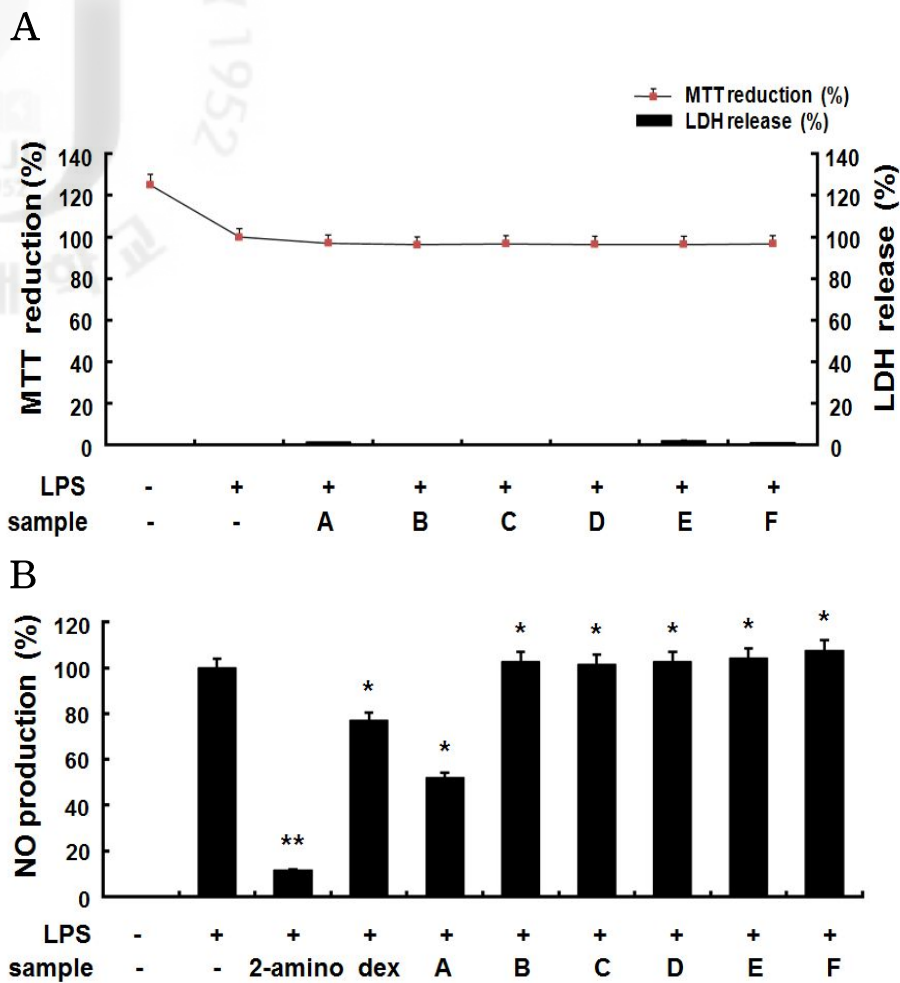 A
1952
MTT reduction (%)
LDH release (%)
MTT reduction (%)
LDH release (%)
140 140
120 120
100 100
80 80
60 60
40 40
20 20
0 0
LPS - + + + + + + +
sample - - A B C D E F
B
NO production (%)
120
100
80
60
40
20
0
** * * * * * * *
LPS - + + + + + + + + +
sample - - 2-amino dex A B C D E F